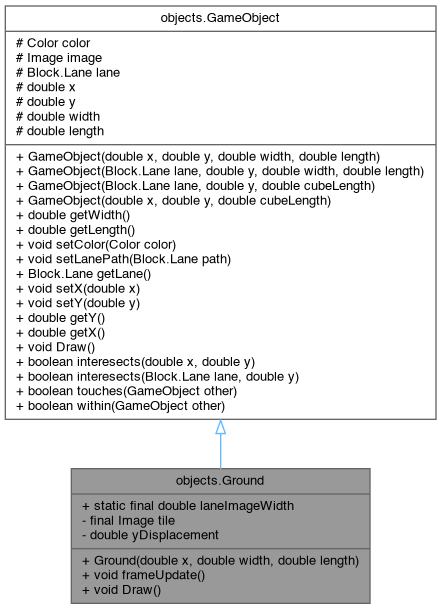 objects.GameObject
# Color color
# Image image
# Block.Lane lane
# double x
# double y
# double width
# double length
+ GameObject(double x, double y, double width, double length)
+ GameObject(Block.Lane lane, double y, double width, double length)
+ GameObject(Block.Lane lane, double y, double cubeLength)
+ GameObject(double x, double y, double cubeLength)
+ double getWidth()
+ double getLength()
+ void setColor(Color color)
+ void setLanePath(Block.Lane path)
+ Block.Lane getLane()
+ void setX(double x)
+ void setY(double y)
+ double getY()
+ double getX()
+ void Draw()
+ boolean interesects(double x, double y)
+ boolean interesects(Block.Lane lane, double y)
+ boolean touches(GameObject other)
+ boolean within(GameObject other)
objects.Ground
+ static final double laneImageWidth
- final Image tile
- double yDisplacement
+ Ground(double x, double width, double length)
+ void frameUpdate()
+ void Draw()